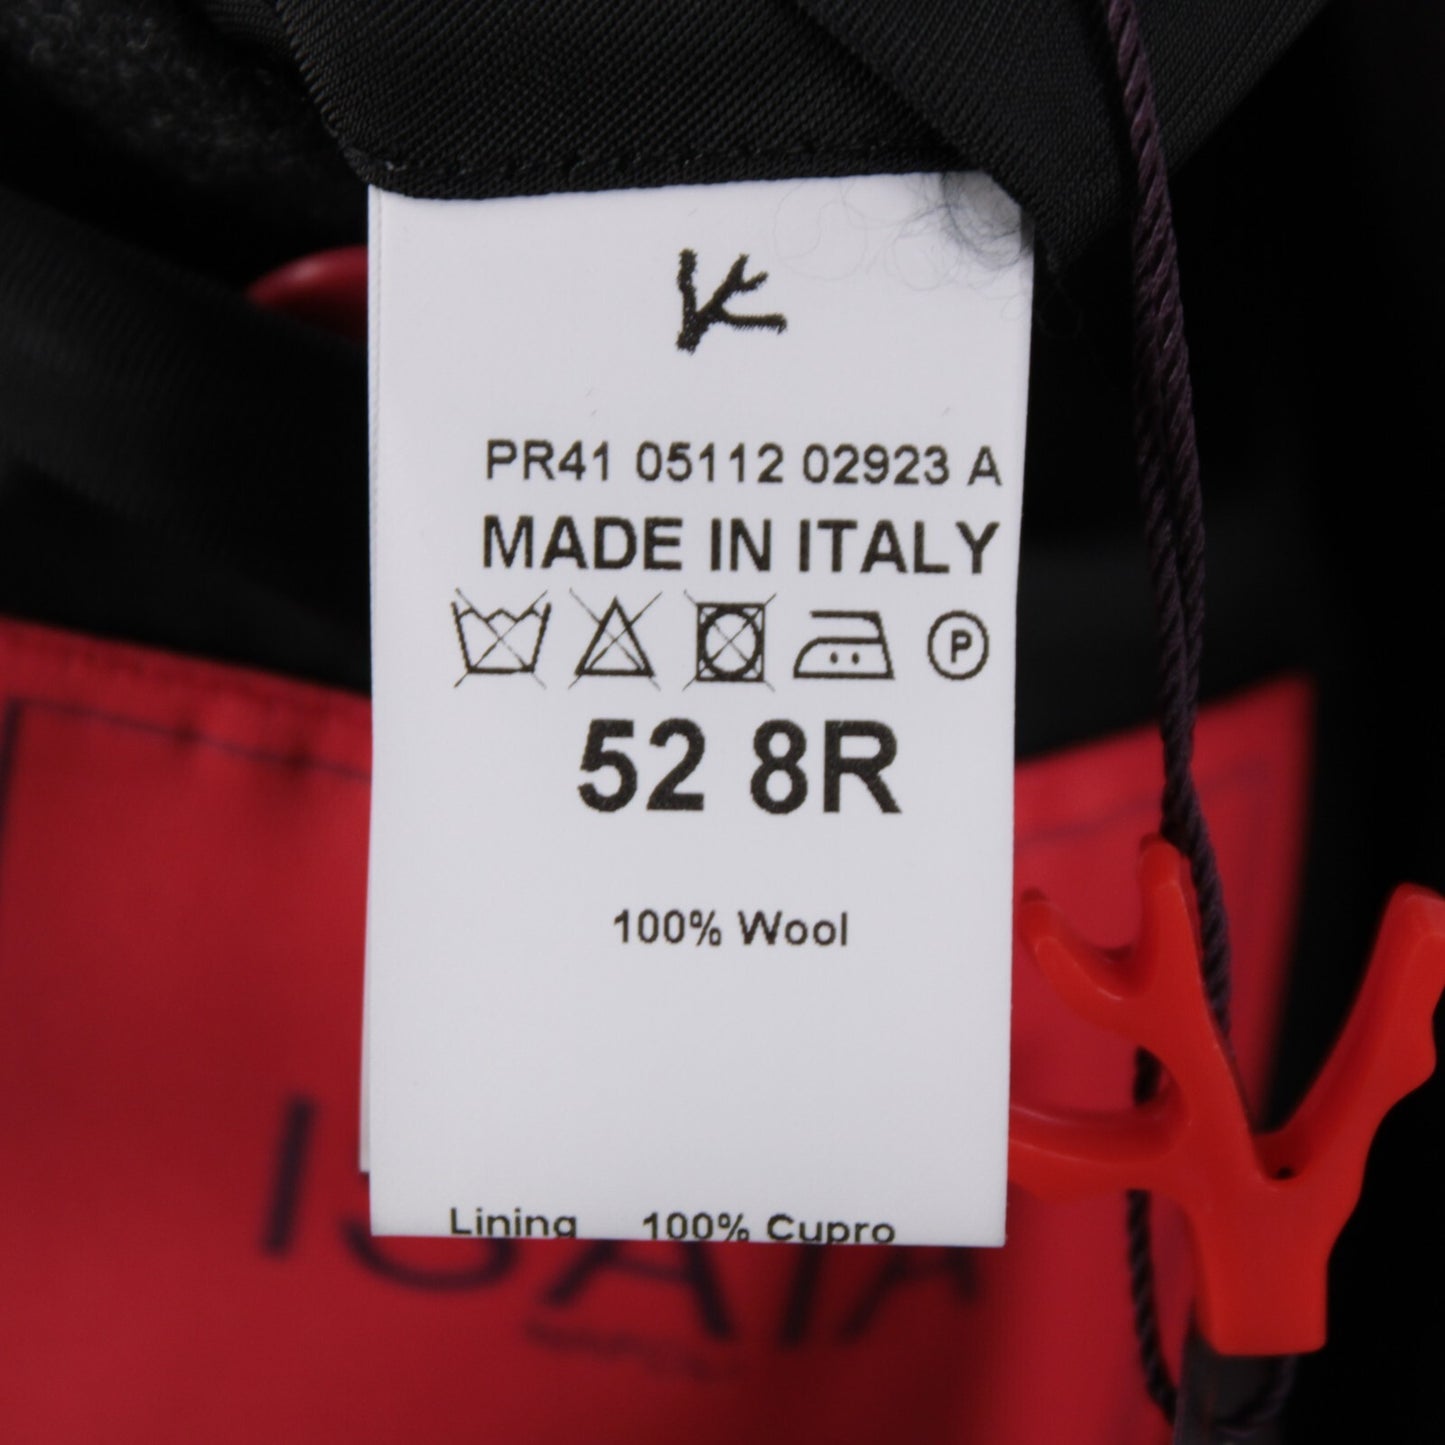 PR41 05112 02923 A
MADE IN ITALY
P
52 8R
100% Wool
Lining 100% Cupro
ISAIA